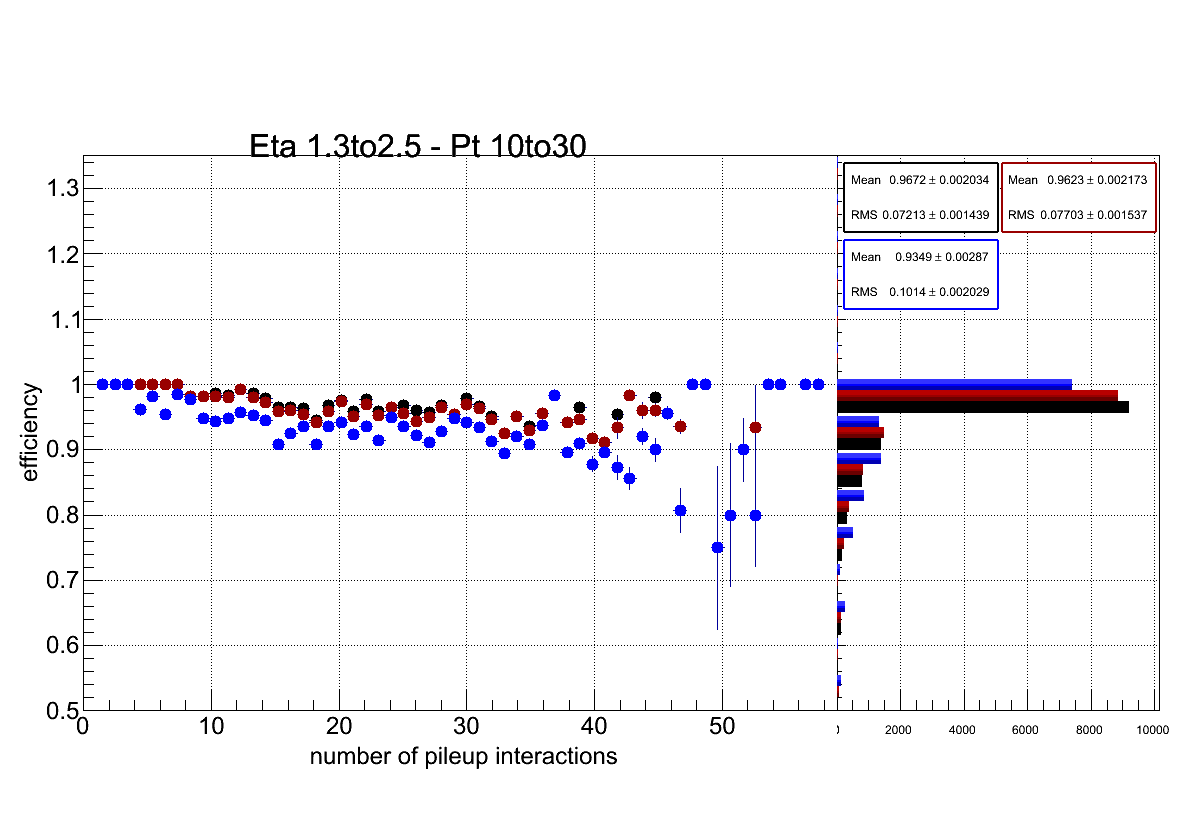 Eta 1.3to2.5 - Pt 10to30
1.3
1.2
1.1
1
0.9
0.8
0.7
0.6
0.5
efficiency
0 10 20 30 40 50
number of pileup interactions
Mean 0.9672 ± 0.002034
RMS 0.07213 ± 0.001439
Mean 0.9623 ± 0.002173
RMS 0.07703 ± 0.001537
Mean 0.9349 ± 0.00287
RMS 0.1014 ± 0.002029
2000 4000 6000 8000 10000